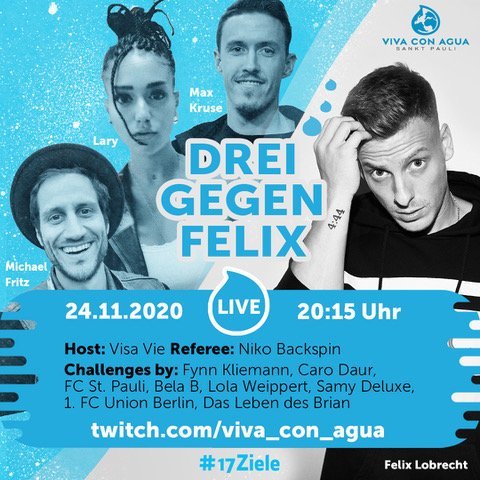 VIVA CON AGUA
SANKT PAULI
Max
Kruse
Lary
DREI
GEGEN
FELIX
4:44
Michael
Fritz
24.11.2020
LIVE
20:15 Uhr
Host: Visa Vie Referee: Niko Backspin
Challenges by: Fynn Kliemann, Caro Daur,
FC St. Pauli, Bela B, Lola Weippert, Samy Deluxe,
1. FC Union Berlin, Das Leben des Brian
twitch.com/viva_con_agua
#17Ziele
Felix Lobrecht